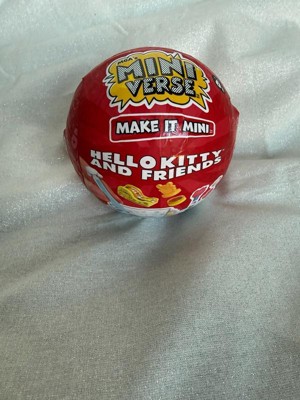 MINI
VERSE
MAKE IT MINI
HELLO KITTY
AND FRIENDS